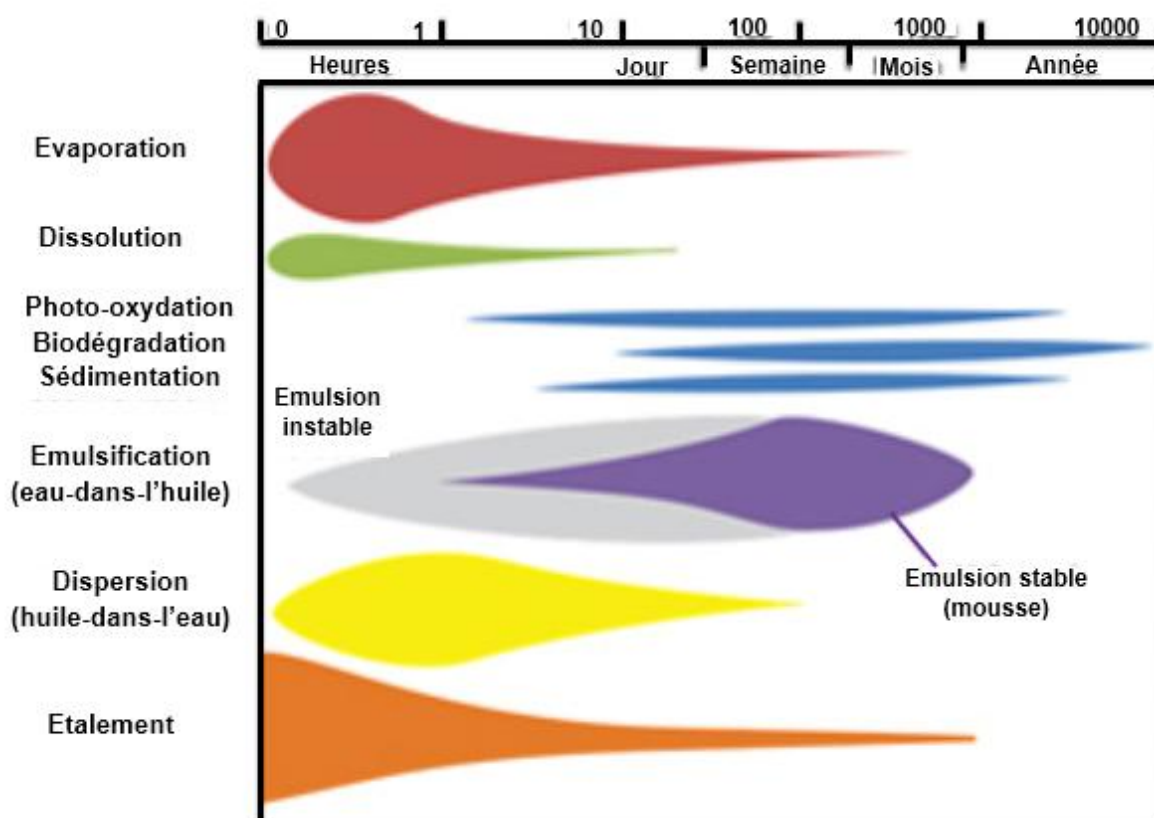 0 1 10 100 1000 10000
Heures Jour Semaine Mois Année
Evaporation
Dissolution
Photo-oxydation
Biodégradation
Sédimentation
Emulsion
instable
Emulsification
(eau-dans-l'huile)
Emulsion stable
(mousse)
Dispersion
(huile-dans-l'eau)
Etalement